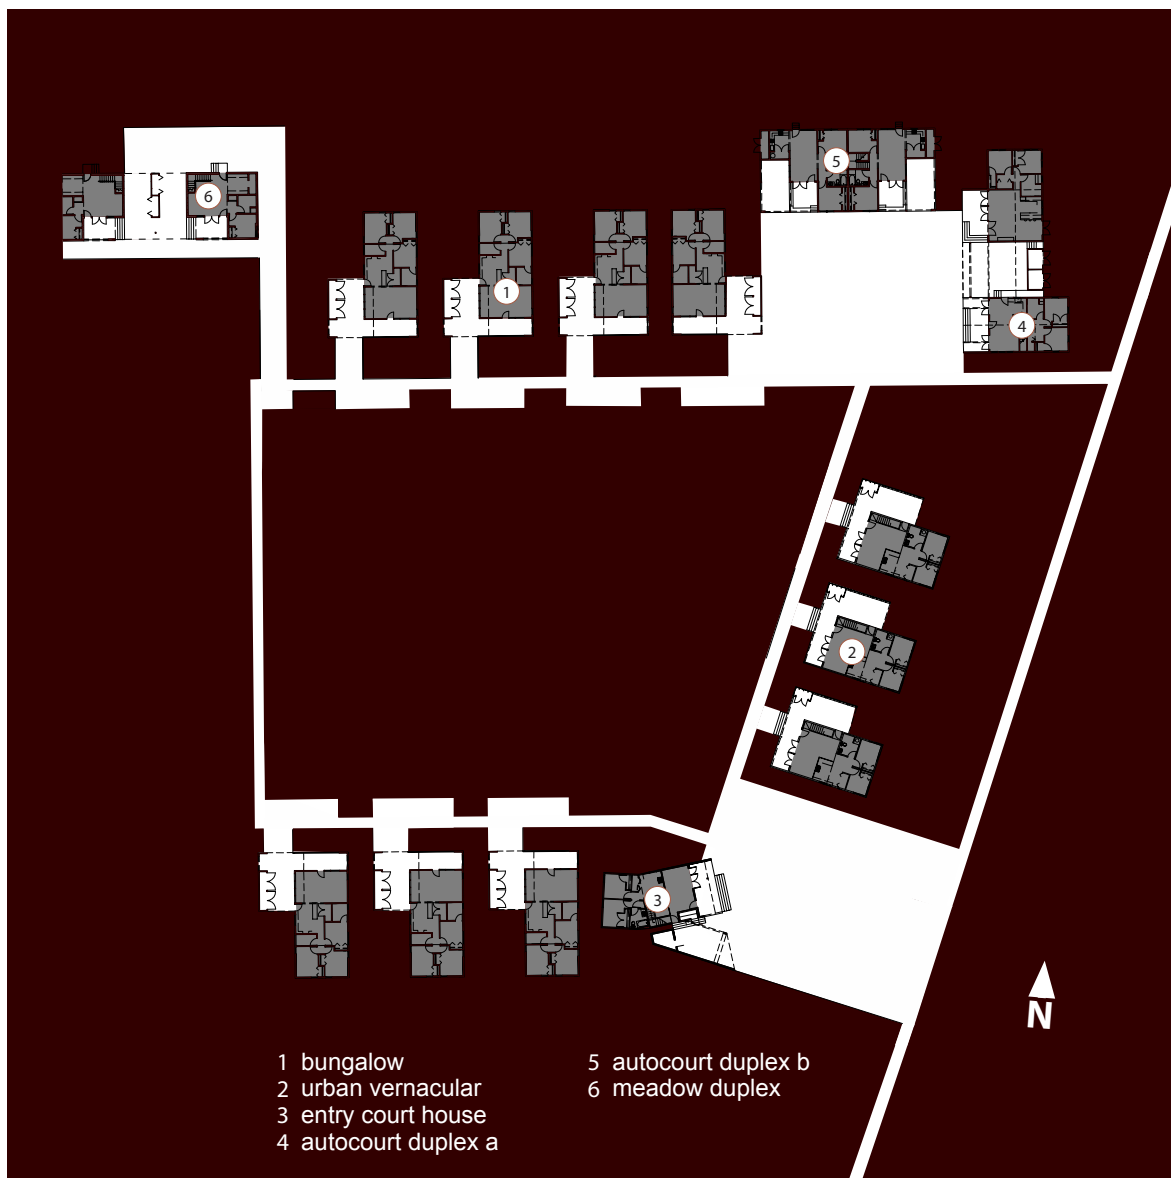 5
6
1
4
2
3
N
1 bungalow
2 urban vernacular
3 entry court house
4 autocourt duplex a
5 autocourt duplex b
6 meadow duplex